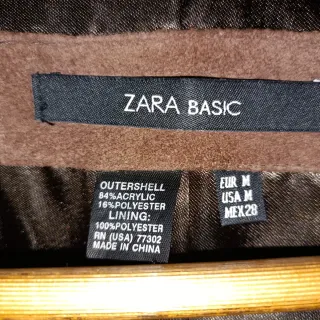 ZARA BASIC
OUTERSHELL
84%ACRYLIC
16%POLYESTER
LINING:
100%POLYESTER
RN (USA) 77302
MADE IN CHINA
EUR M
USA M
MEX28